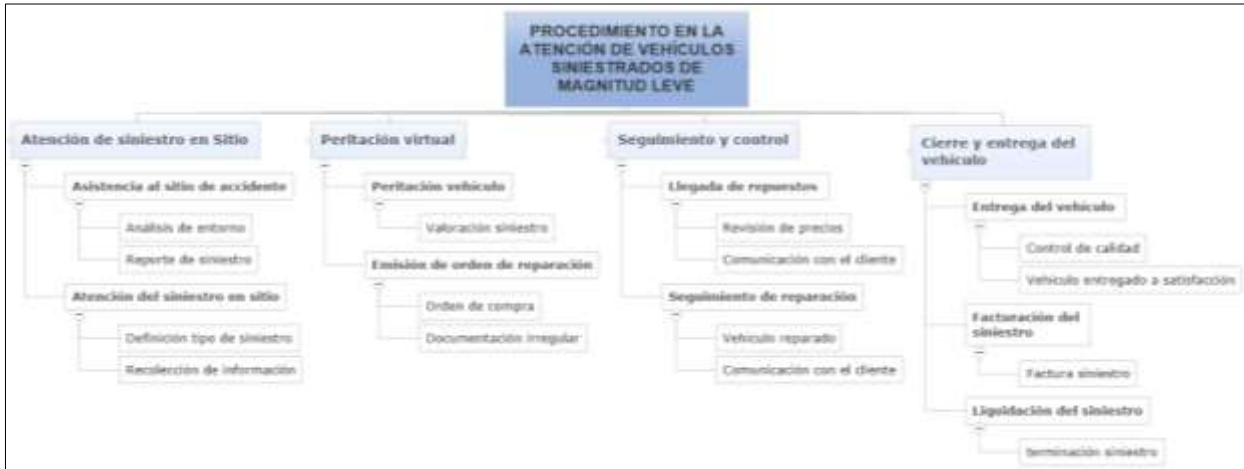 PROCEDIMIENTO EN LA
ATENCIÓN DE VEHÍCULOS
SINIESTRADOS DE
MAGNITUD LEVE
Atención de siniestro en Sitio
Asistencia al sitio de accidente
Análisis de entorno
Reporte de siniestro
Atención del siniestro en sitio
Definición tipo de siniestro
Recolección de información
Peritación virtual
Peritación vehículo
Valoración siniestro
Emisión de orden de reparación
Orden de compra
Documentación irregular
Seguimiento y control
Llegada de repuestos
Revisión de precios
Comunicación con el cliente
Seguimiento de reparación
Vehiculo reparado
Comunicación con el cliente
Cierre y entrega del
vehículo
Entrega del vehículo
Control de calidad
Vehiculo entregado a satisfacción
Facturación del
siniestro
Factura siniestro
Liquidación del siniestro
terminación siniestro